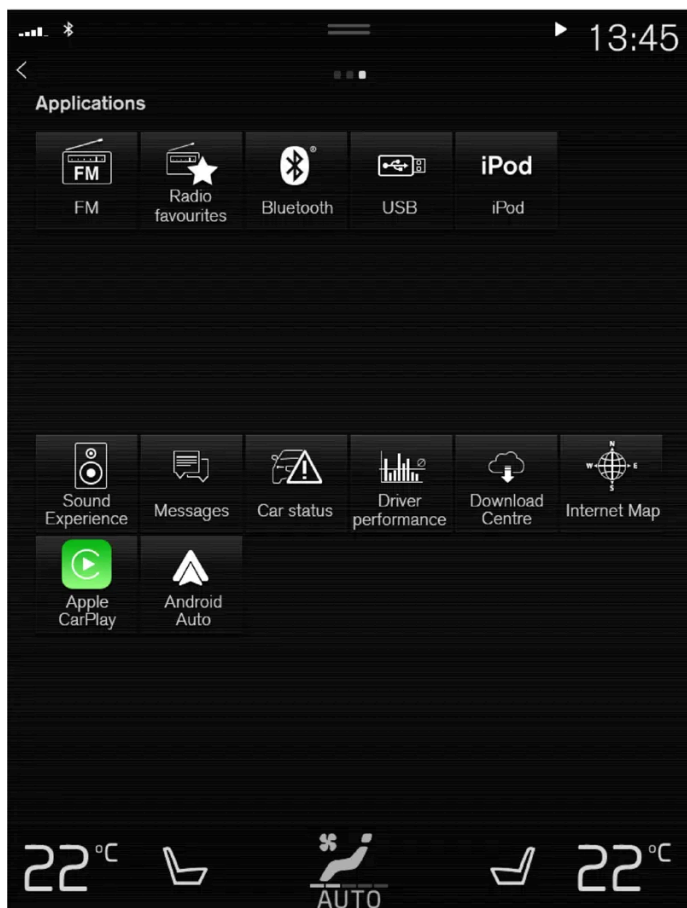 13:45
Applications
FM
FM
Radio
favourites
Bluetooth
USB
iPod
iPod
Sound
Experience
Messages
Car status
Driver
performance
Download
Centre
N
W E
S
Internet Map
Apple
CarPlay
Android
Auto
22°C
22°C
AUTO